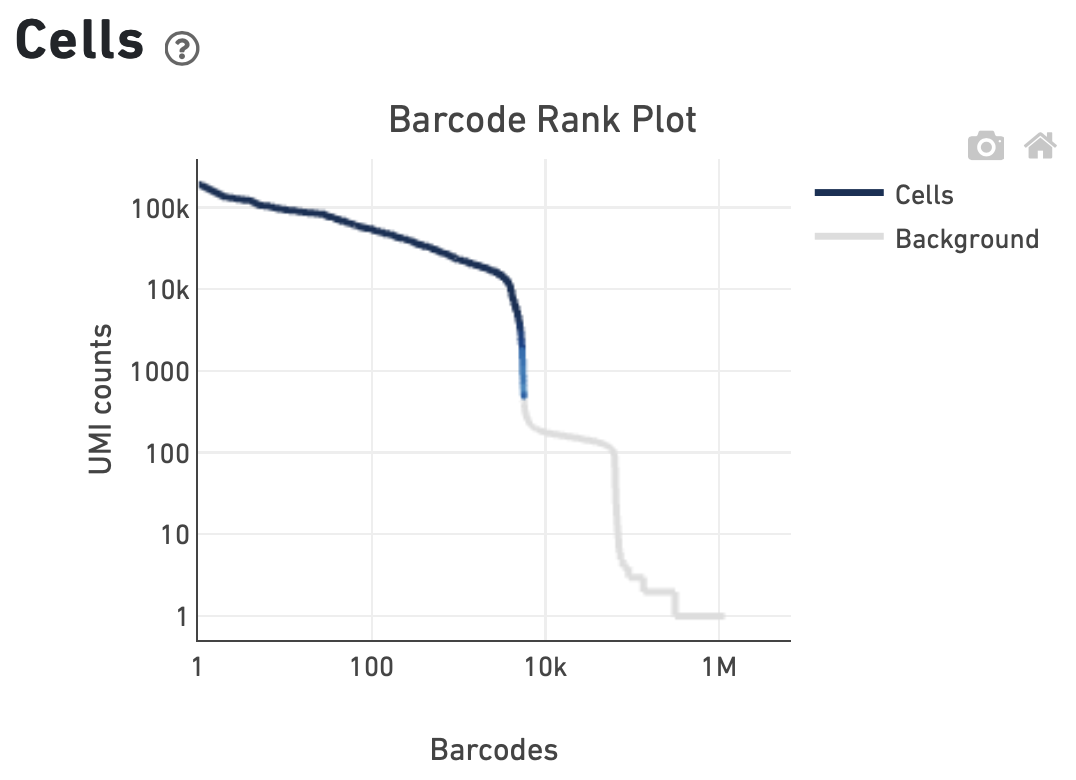 Cells ?
Barcode Rank Plot
Cells
Background
UMI counts
100k
10k
1000
100
10
1
1 100 10k 1M
Barcodes